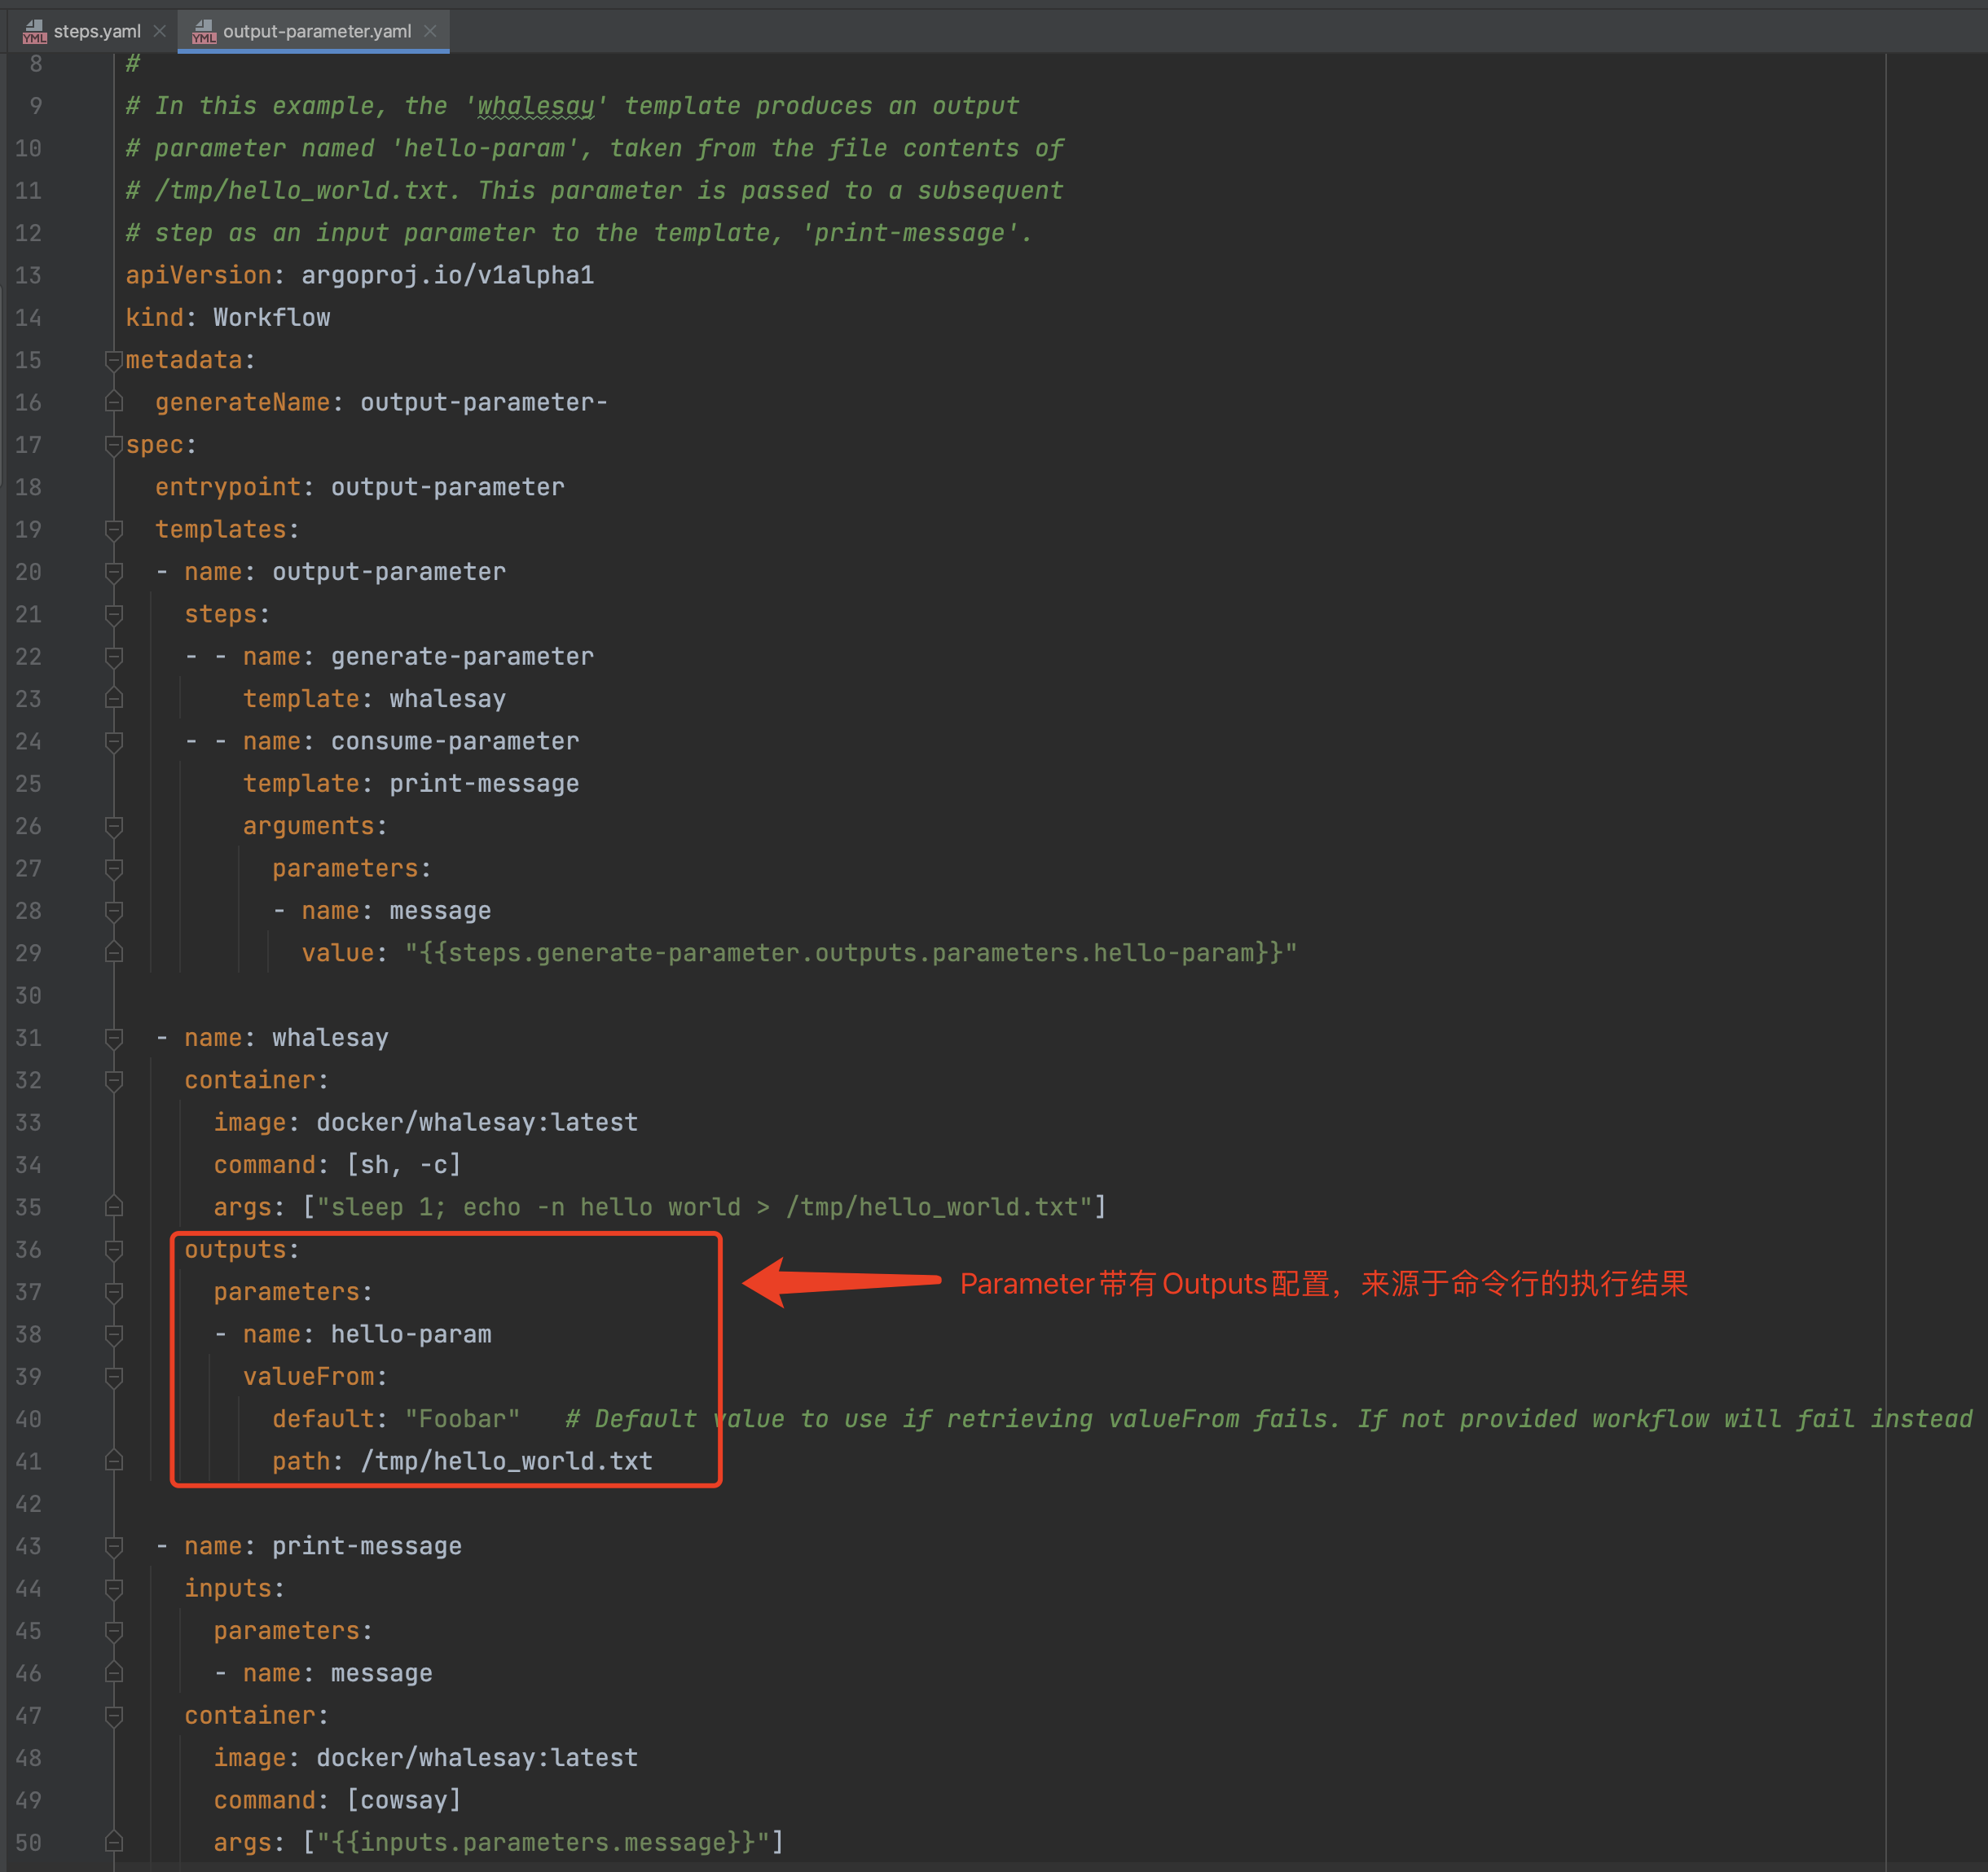 steps.yaml output-parameter.yaml
8 #
9 # In this example, the 'whalesay' template produces an output
10 # parameter named 'hello-param', taken from the file contents of
11 # /tmp/hello_world.txt. This parameter is passed to a subsequent
12 # step as an input parameter to the template, 'print-message'.
13 apiVersion: argoproj.io/v1alpha1
14 kind: Workflow
15 metadata:
16   generateName: output-parameter-
17 spec:
18   entrypoint: output-parameter
19   templates:
20   - name: output-parameter
21     steps:
22     - - name: generate-parameter
23         template: whalesay
24     - - name: consume-parameter
25         template: print-message
26         arguments:
27           parameters:
28           - name: message
29             value: "{{steps.generate-parameter.outputs.parameters.hello-param}}"
30
31   - name: whalesay
32     container:
33       image: docker/whalesay:latest
34       command: [sh, -c]
35       args: ["sleep 1; echo -n hello world > /tmp/hello_world.txt"]
36     outputs:
37       parameters:
Parameter带有Outputs配置，来源于命令行的执行结果
38       - name: hello-param
39         valueFrom:
40           default: "Foobar"   # Default value to use if retrieving valueFrom fails. If not provided workflow will fail instead
41           path: /tmp/hello_world.txt
42
43   - name: print-message
44     inputs:
45       parameters:
46       - name: message
47     container:
48       image: docker/whalesay:latest
49       command: [cowsay]
50       args: ["{{inputs.parameters.message}}"]